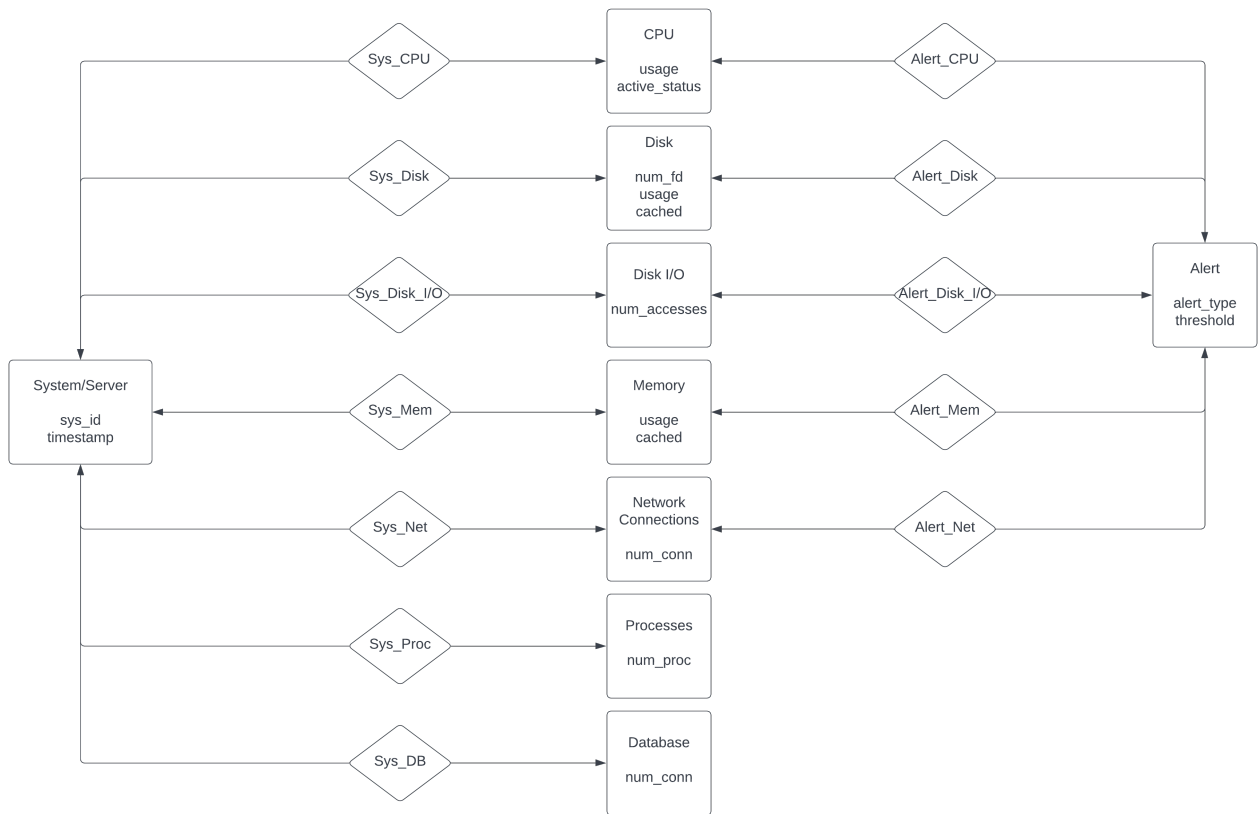 Sys_CPU
CPU
usage
active_status
Alert_CPU
Sys_Disk
Disk
num_fd
usage
cached
Alert_Disk
Sys_Disk_I/O
Disk I/O
num_accesses
Alert_Disk_I/O
Alert
alert_type
threshold
System/Server
sys_id
timestamp
Sys_Mem
Memory
usage
cached
Alert_Mem
Sys_Net
Network
Connections
num_conn
Alert_Net
Sys_Proc
Processes
num_proc
Sys_DB
Database
num_conn